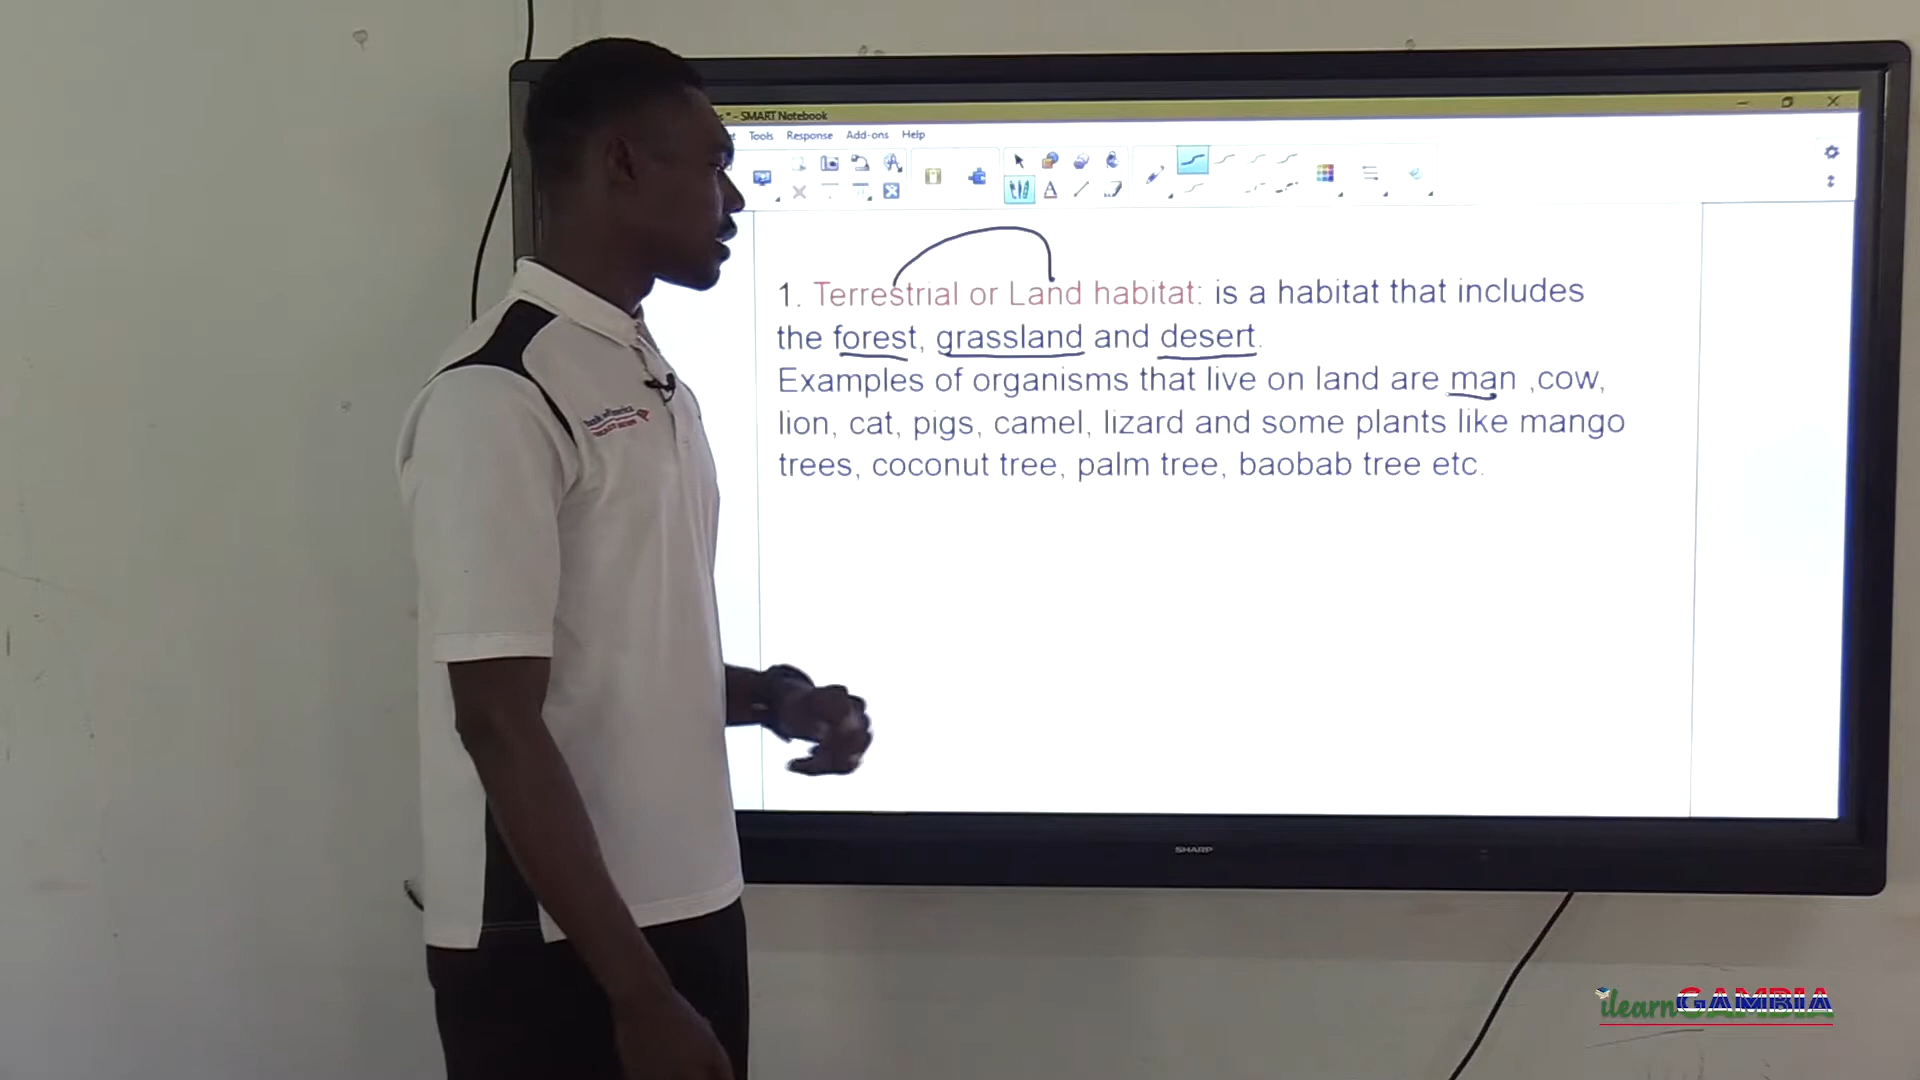 - SMART Notebook
Tools Response Add-ons Help
1. Terrestrial or Land habitat: is a habitat that includes
the forest, grassland and desert.
Examples of organisms that live on land are man ,cow,
lion, cat, pigs, camel, lizard and some plants like mango
trees, coconut tree, palm tree, baobab tree etc.
SHARP
ilearnGAMBIA